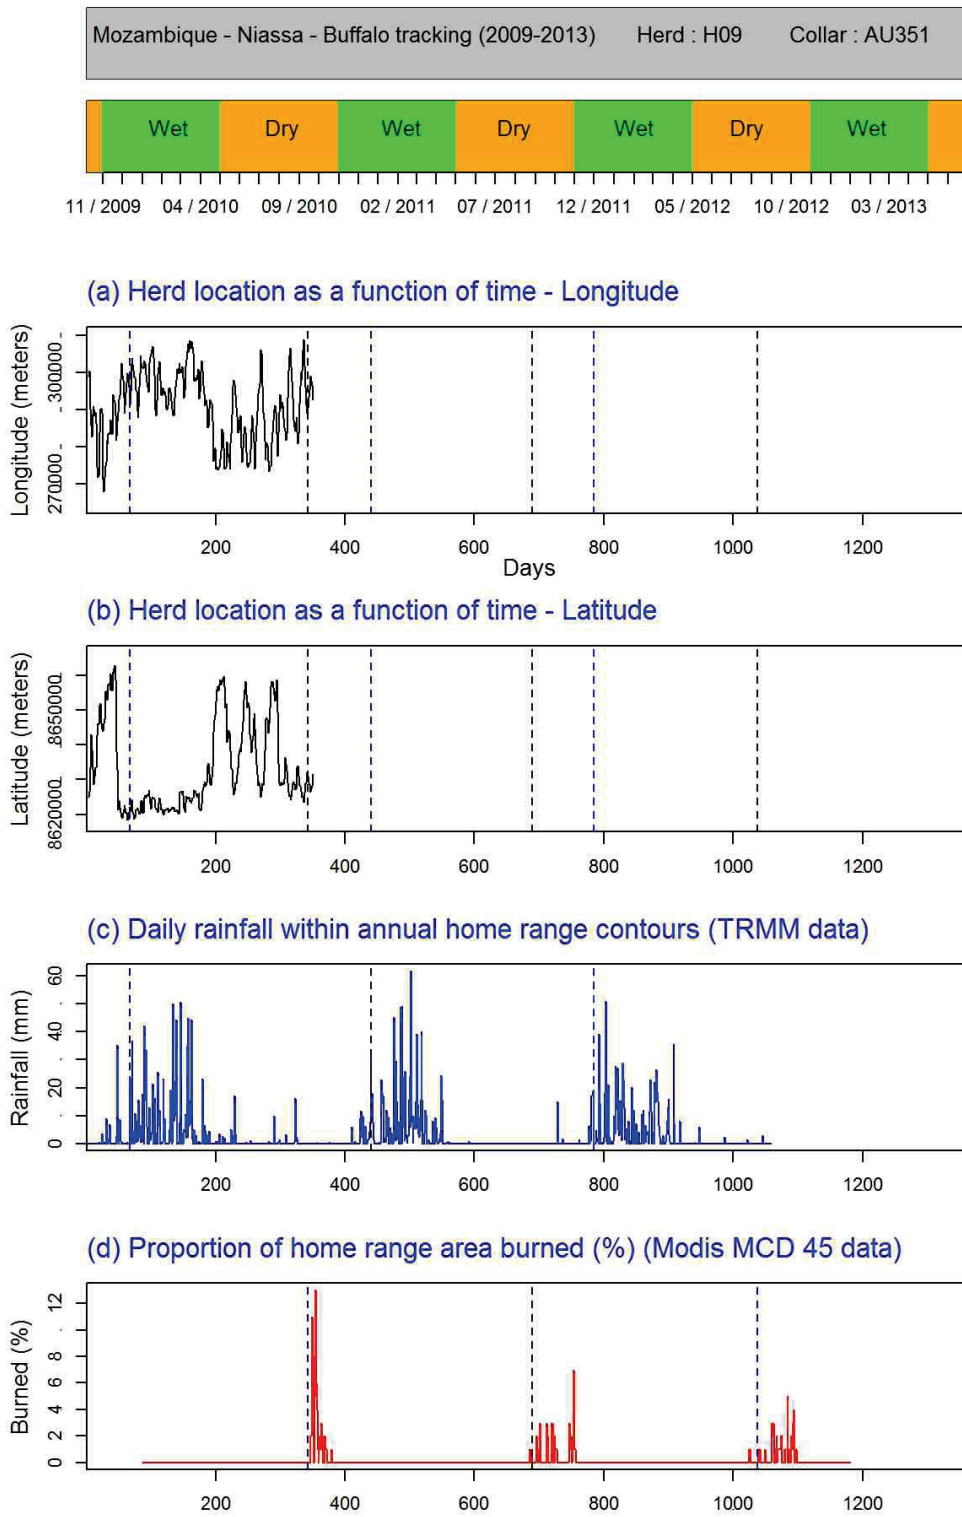 Mozambique - Niassa - Buffalo tracking (2009-2013) Herd : H09 Collar : AU351
Wet Dry Wet Dry Wet Dry Wet
11 / 2009 04 / 2010 09 / 2010 02 / 2011 07 / 2011 12 / 2011 05 / 2012 10 / 2012 03 / 2013
(a) Herd location as a function of time - Longitude
Longitude (meters)
270000 300000
200 400 600 800 1000 1200
Days
(b) Herd location as a function of time - Latitude
Latitude (meters)
8620000 8650000
200 400 600 800 1000 1200
(c) Daily rainfall within annual home range contours (TRMM data)
Rainfall (mm)
0 20 40 60
200 400 600 800 1000 1200
(d) Proportion of home range area burned (%) (Modis MCD 45 data)
Burned (%)
0 2 4 6 8 12
200 400 600 800 1000 1200